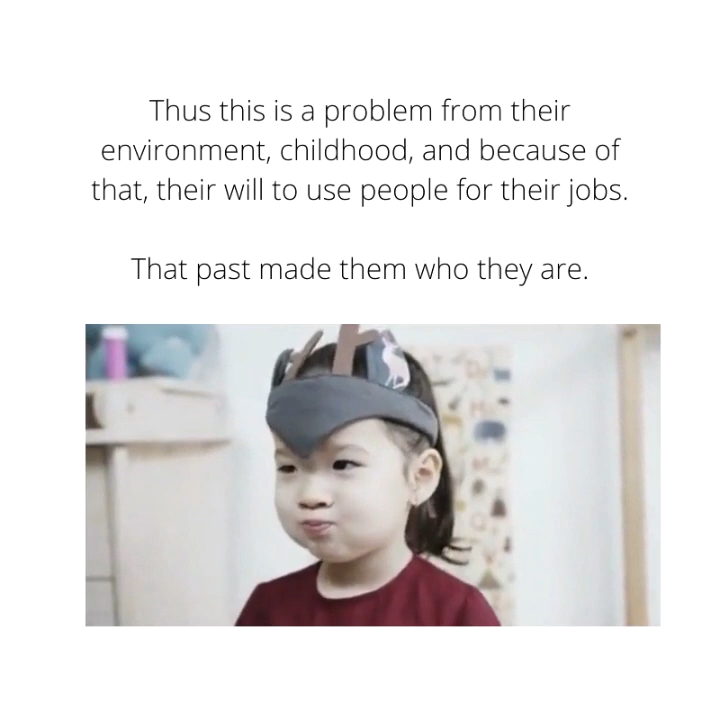 Thus this is a problem from their
environment, childhood, and because of
that, their will to use people for their jobs.
That past made them who they are.